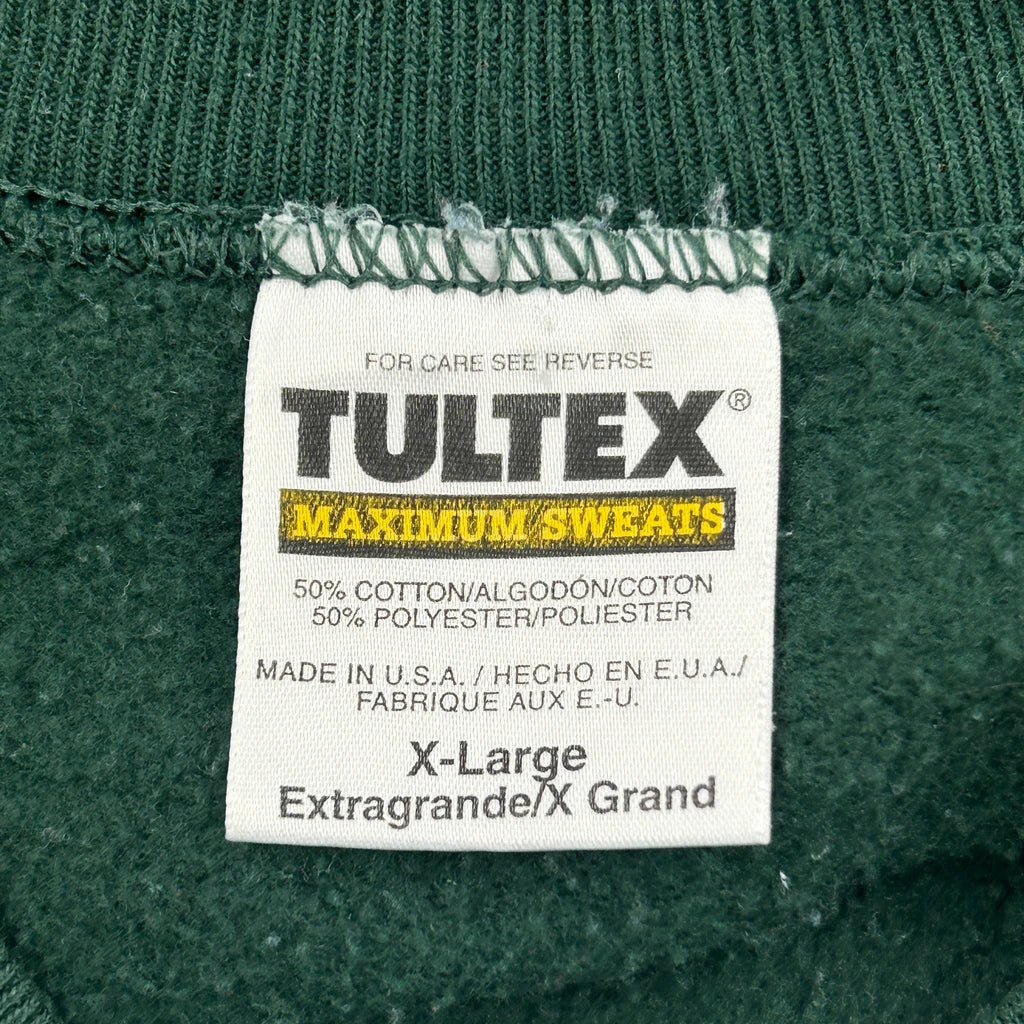 FOR CARE SEE REVERSE
TULTEX®
MAXIMUM SWEATS
50% COTTON/ALGODÓN/COTON
50% POLYESTER/POLIESTER
MADE IN U.S.A. / HECHO EN E.U.A./
FABRIQUE AUX E.-U.
X-Large
Extragrande/X Grand